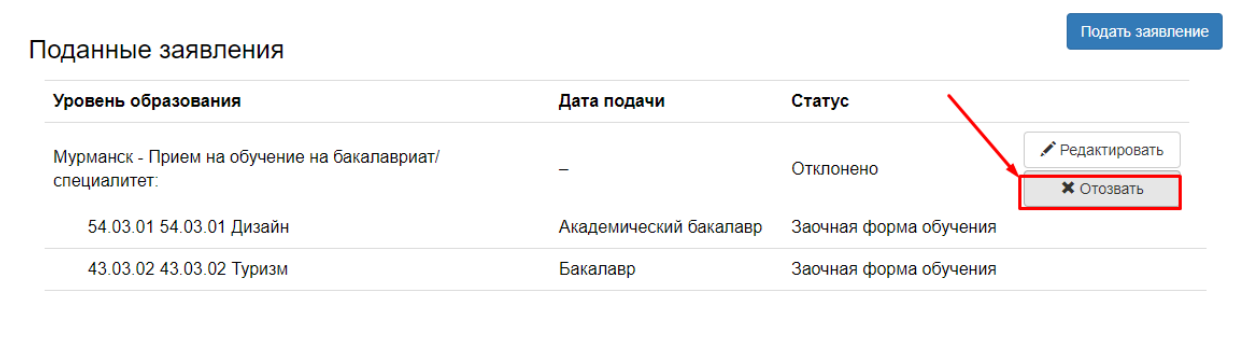 Подать заявление
Поданные заявления
Уровень образования Дата подачи Статус
Мурманск - Прием на обучение на бакалавриат/
специалитет:
– Отклонено
Редактировать
Отозвать
54.03.01 54.03.01 Дизайн Академический бакалавр Заочная форма обучения
43.03.02 43.03.02 Туризм Бакалавр Заочная форма обучения